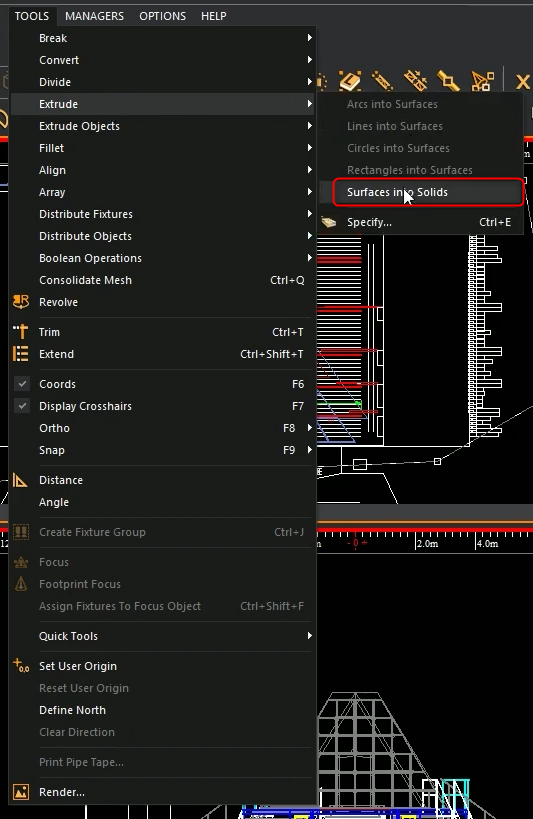 TOOLS MANAGERS OPTIONS HELP
Break
Convert
Divide
Extrude
Extrude Objects
Fillet
Align
Array
Distribute Fixtures
Distribute Objects
Boolean Operations
Consolidate Mesh Ctrl+Q
Revolve
Trim Ctrl+T
Extend Ctrl+Shift+T
Coords F6
Display Crosshairs F7
Ortho F8
Snap F9
Distance
Angle
Create Fixture Group Ctrl+J
Focus
Footprint Focus
Assign Fixtures To Focus Object Ctrl+Shift+F
Quick Tools
Set User Origin
Reset User Origin
Define North
Clear Direction
Print Pipe Tape...
Render...
Arcs into Surfaces
Lines into Surfaces
Circles into Surfaces
Rectangles into Surfaces
Surfaces into Solids
Specify... Ctrl+E
X
m
12 m - 0 + 2.0m 4.0m